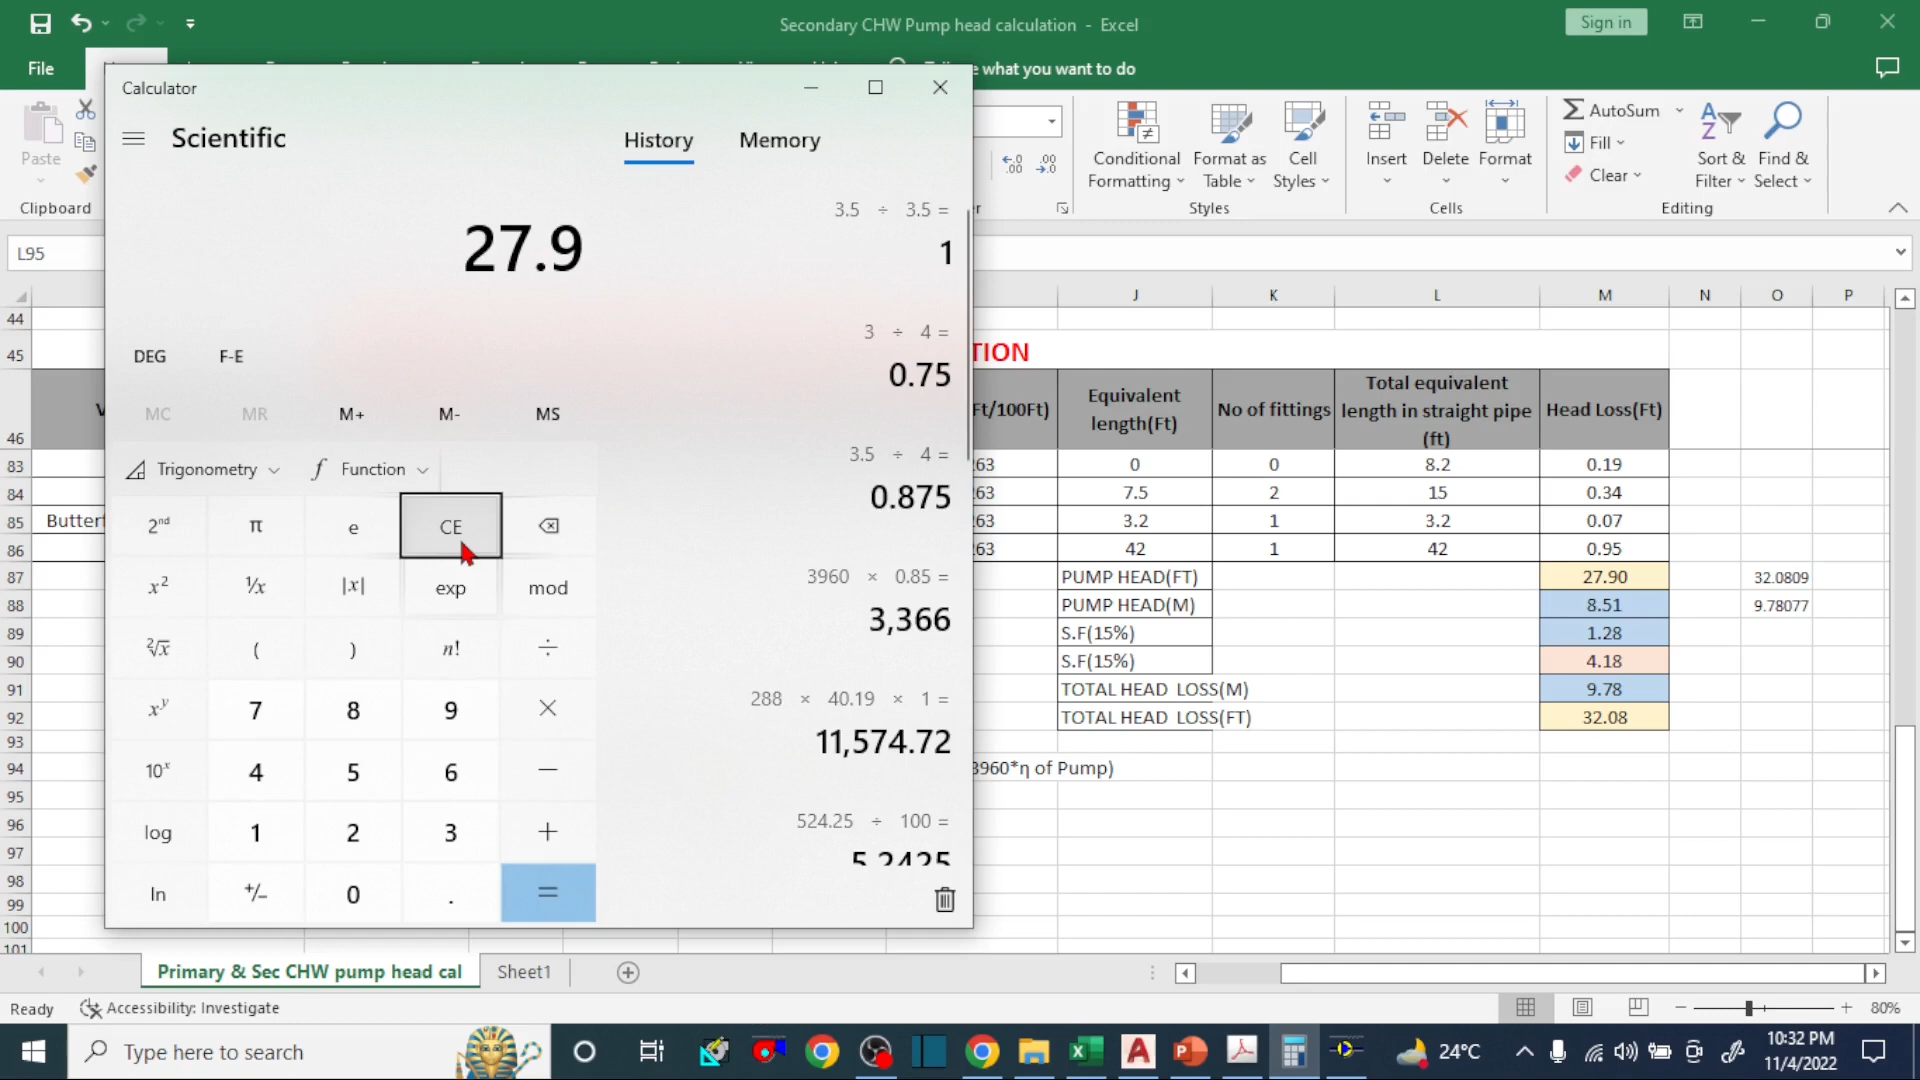 Secondary CHW Pump head calculation - Excel
Sign in
File
what you want to do
Calculator
Scientific
History
Memory
27.9
3.5 ÷ 3.5 =
1
3 ÷ 4 =
0.75
3.5 ÷ 4 =
0.875
3960 × 0.85 =
3,366
288 × 40.19 × 1 =
11,574.72
524.25 ÷ 100 =
5.2425
DEG F-E
MC MR M+ M- MS
Trigonometry Function
2nd π e CE
x² ¹/x |x| exp mod
²√x ( ) n! ÷
xʸ 7 8 9 ×
10ˣ 4 5 6 −
log 1 2 3 +
ln +/− 0 . =
Paste
Clipboard
Conditional Formatting
Format as Table
Cell Styles
Styles
Insert Delete Format
Cells
AutoSum
Fill
Clear
Sort & Filter
Find & Select
Editing
L95
J K L M N O P
44
45 TION
46 Ft/100Ft) Equivalent length(Ft) No of fittings Total equivalent length in straight pipe (ft) Head Loss(Ft)
83 263 0 0 8.2 0.19
84 263 7.5 2 15 0.34
85 Butterf 263 3.2 1 3.2 0.07
86 263 42 1 42 0.95
87 PUMP HEAD(FT) 27.90 32.0809
88 PUMP HEAD(M) 8.51 9.78077
89 S.F(15%) 1.28
90 S.F(15%) 4.18
91 TOTAL HEAD LOSS(M) 9.78
92 TOTAL HEAD LOSS(FT) 32.08
93
94 3960*η of Pump)
95
96
97
98
99
100
101
Primary & Sec CHW pump head cal
Sheet1
Ready
Accessibility: Investigate
80%
Type here to search
24°C
10:32 PM
11/4/2022